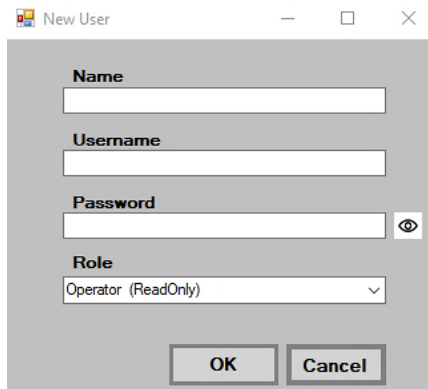 New User
Name
Username
Password
Role
Operator (ReadOnly)
OK Cancel